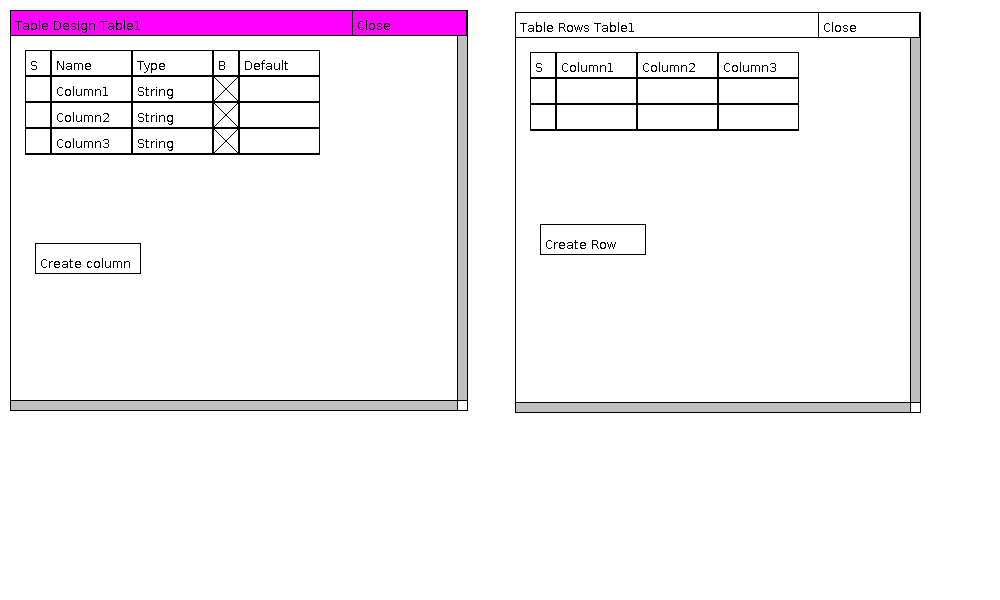 Table Design Table1 Close
S Name Type B Default
Column1 String
Column2 String
Column3 String
Create column
Table Rows Table1 Close
S Column1 Column2 Column3
Create Row